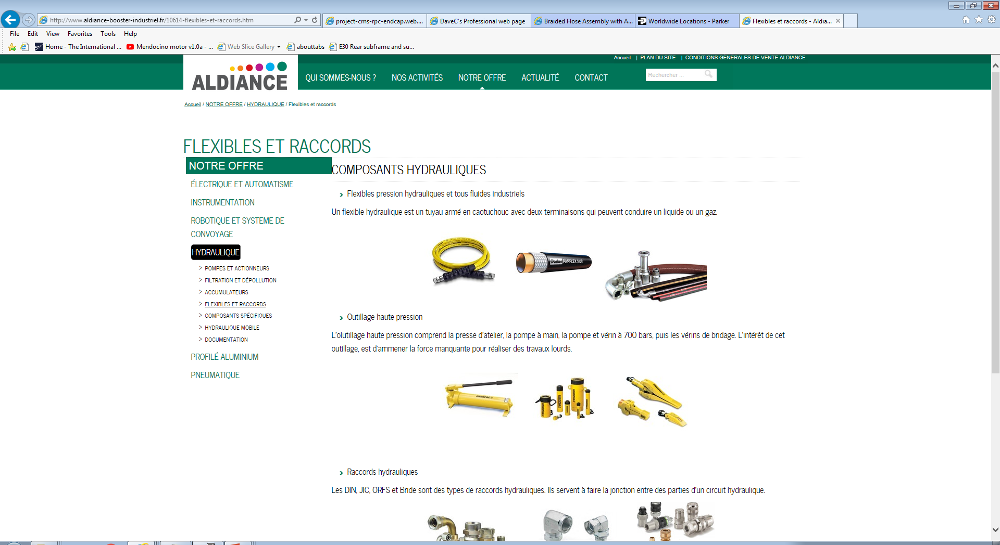 http://www.aldiance-booster-industriel.fr/10614-flexibles-et-raccords.htm
project-cms-rpc-endcap.web....
DaveC's Professional web page
Braided Hose Assembly with A...
Worldwide Locations - Parker
Flexibles et raccords - Aldia...
File Edit View Favorites Tools Help
Home - The International ...
Mendocino motor v1.0a - ...
Web Slice Gallery
abouttabs
E30 Rear subframe and su...
Accueil | PLAN DU SITE | CONDITIONS GÉNÉRALES DE VENTE ALDIANCE
ALDIANCE
QUI SOMMES-NOUS ? NOS ACTIVITÉS NOTRE OFFRE ACTUALITÉ CONTACT
Rechercher ...
Accueil / NOTRE OFFRE / HYDRAULIQUE / Flexibles et raccords
FLEXIBLES ET RACCORDS
NOTRE OFFRE
ÉLECTRIQUE ET AUTOMATISME
INSTRUMENTATION
ROBOTIQUE ET SYSTEME DE
CONVOYAGE
HYDRAULIQUE
> POMPES ET ACTIONNEURS
> FILTRATION ET DÉPOLLUTION
> ACCUMULATEURS
> FLEXIBLES ET RACCORDS
> COMPOSANTS SPÉCIFIQUES
> HYDRAULIQUE MOBILE
> DOCUMENTATION
PROFILÉ ALUMINIUM
PNEUMATIQUE
COMPOSANTS HYDRAULIQUES
Flexibles pression hydrauliques et tous fluides industriels
Un flexible hydraulique est un tuyau armé en caotuchouc avec deux terminaisons qui peuvent conduire un liquide ou un gaz.
Parker PARFLEX 510C
Outillage haute pression
L'olutillage haute pression comprend la presse d'atelier, la pompe à main, la pompe et vérin à 700 bars, puis les vérins de bridage. L'intérêt de cet
outillage, est d'ammener la force manquante pour réaliser des travaux lourds.
ENERPAC
Raccords hydrauliques
Les DIN, JIC, ORFS et Bride sont des types de raccords hydrauliques. Ils servent à faire la jonction entre des parties d'un circuit hydraulique.